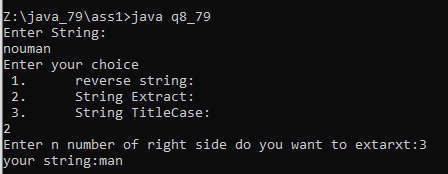 Z:\java_79\ass1>java q8_79
Enter String:
nouman
Enter your choice
1. reverse string:
2. String Extract:
3. String TitleCase:
2
Enter n number of right side do you want to extarxt:3
your string:man